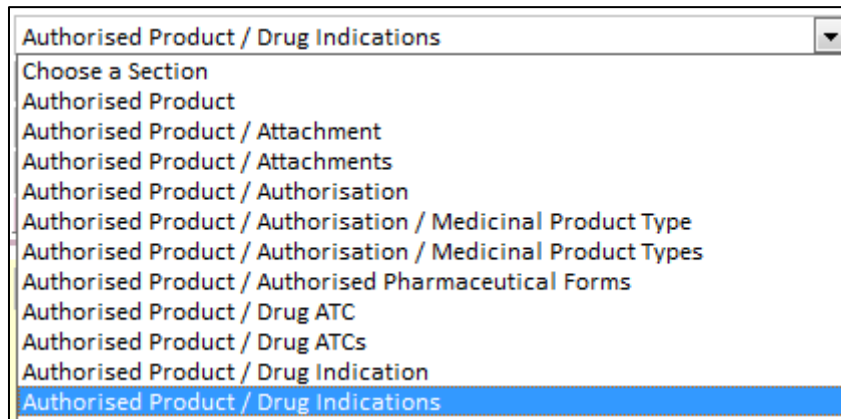 Authorised Product / Drug Indications
Choose a Section
Authorised Product
Authorised Product / Attachment
Authorised Product / Attachments
Authorised Product / Authorisation
Authorised Product / Authorisation / Medicinal Product Type
Authorised Product / Authorisation / Medicinal Product Types
Authorised Product / Authorised Pharmaceutical Forms
Authorised Product / Drug ATC
Authorised Product / Drug ATCs
Authorised Product / Drug Indication
Authorised Product / Drug Indications